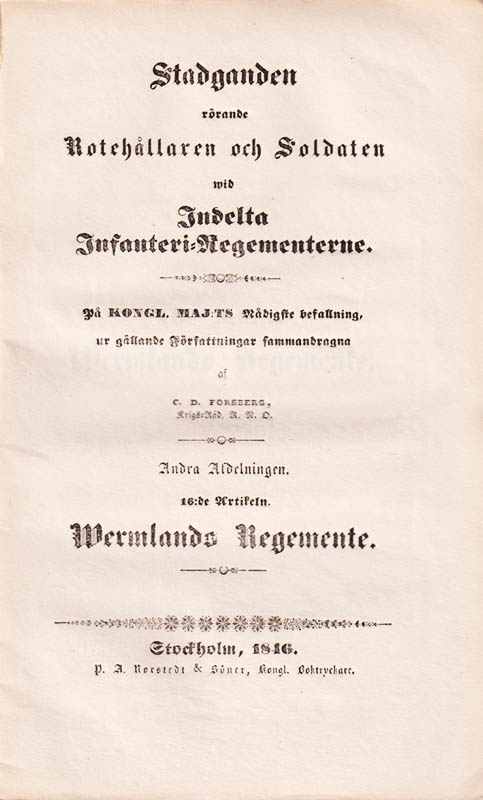 Stadganden
rörande
Rotehållaren och Soldaten
wid
Indelta
Infanteri-Regementerne.
På KONGL. MAJ:TS Nådigste befallning,
ur gällande Författningar sammandragna
af
C. D. FORSBERG,
Krigs-Råd, R. N. O.
Andra Afdelningen.
16:de Artikeln.
Wermlands Regemente.
Stockholm, 1846.
P. A. Norstedt & Söner, Kongl. Boktryckare.